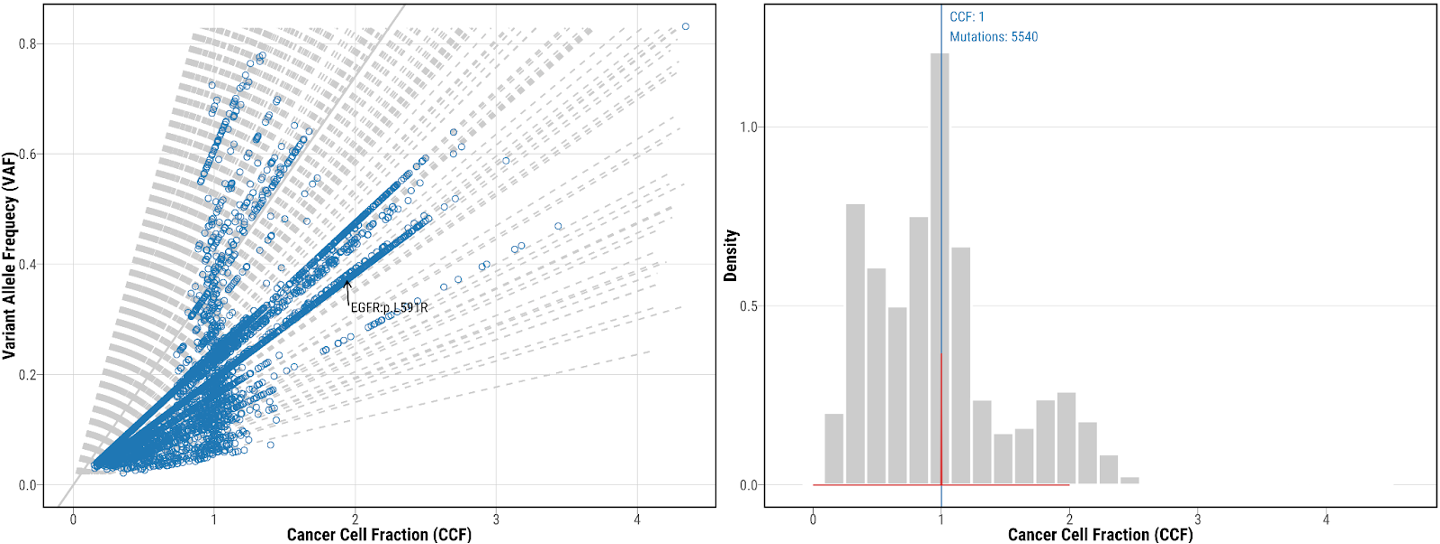 Variant Allele Frequecy (VAF)
0.8
0.6
0.4
0.2
0.0
EGFR:p.L591R
0 1 2 3 4
Cancer Cell Fraction (CCF)
CCF: 1
Mutations: 5540
Density
1.0
0.5
0.0
0 1 2 3 4
Cancer Cell Fraction (CCF)